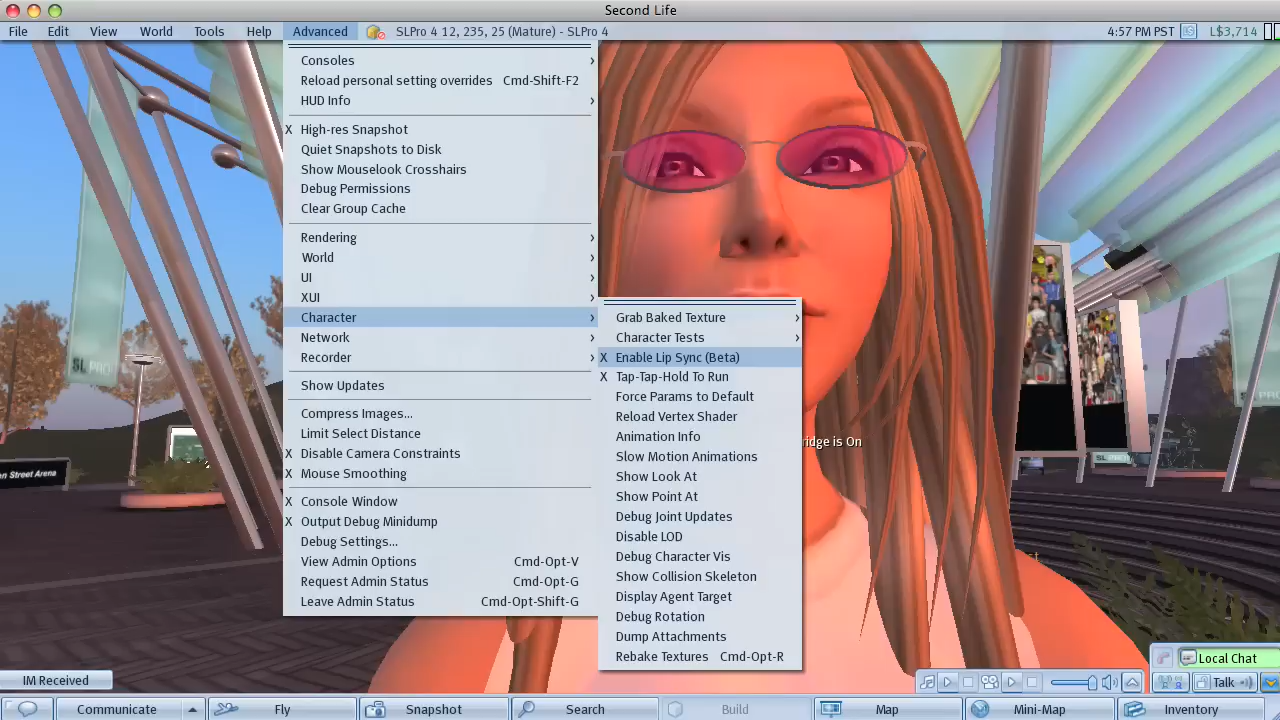 Second Life
File Edit View World Tools Help Advanced SLPro 4 12, 235, 25 (Mature) - SLPro 4 4:57 PM PST L$3,714
Consoles
Reload personal setting overrides Cmd-Shift-F2
HUD Info
X High-res Snapshot
Quiet Snapshots to Disk
Show Mouselook Crosshairs
Debug Permissions
Clear Group Cache
Rendering
World
UI
XUI
Character
Network
Recorder
Show Updates
Compress Images...
Limit Select Distance
X Disable Camera Constraints
X Mouse Smoothing
X Console Window
X Output Debug Minidump
Debug Settings...
View Admin Options Cmd-Opt-V
Request Admin Status Cmd-Opt-G
Leave Admin Status Cmd-Opt-Shift-G
Grab Baked Texture
Character Tests
X Enable Lip Sync (Beta)
X Tap-Tap-Hold To Run
Force Params to Default
Reload Vertex Shader
Animation Info
Slow Motion Animations
Show Look At
Show Point At
Debug Joint Updates
Disable LOD
Debug Character Vis
Show Collision Skeleton
Display Agent Target
Debug Rotation
Dump Attachments
Rebake Textures Cmd-Opt-R
ridge is On
SL PRO
n Street Arena
Local Chat
IM Received
Talk
Communicate Fly Snapshot Search Build Map Mini-Map Inventory